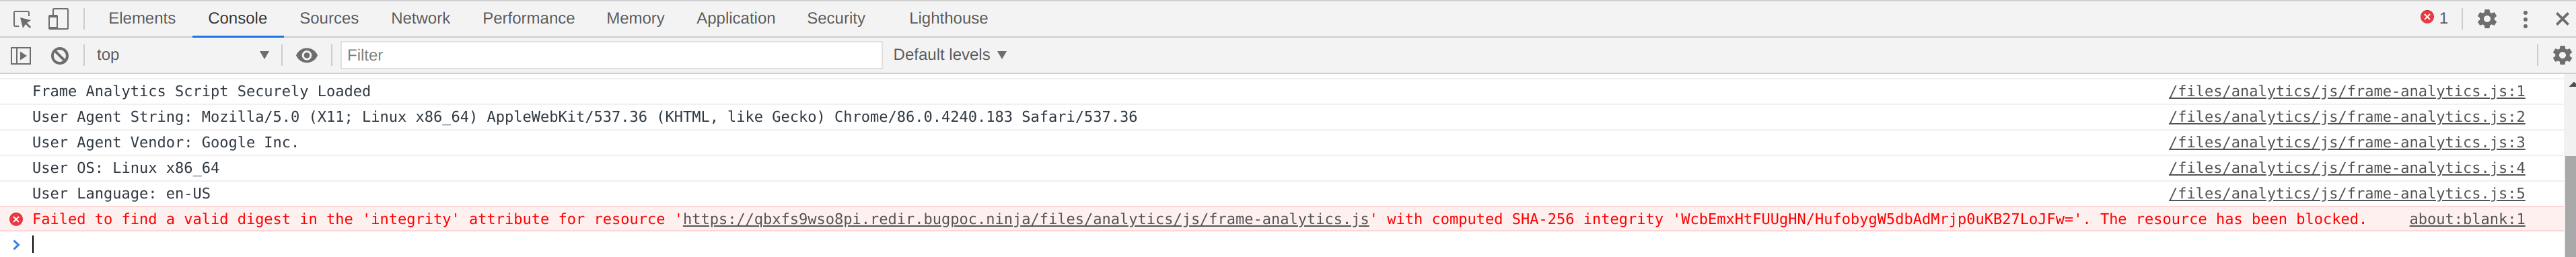 Elements Console Sources Network Performance Memory Application Security Lighthouse 1
top Filter Default levels
Frame Analytics Script Securely Loaded /files/analytics/js/frame-analytics.js:1
User Agent String: Mozilla/5.0 (X11; Linux x86_64) AppleWebKit/537.36 (KHTML, like Gecko) Chrome/86.0.4240.183 Safari/537.36 /files/analytics/js/frame-analytics.js:2
User Agent Vendor: Google Inc. /files/analytics/js/frame-analytics.js:3
User OS: Linux x86_64 /files/analytics/js/frame-analytics.js:4
User Language: en-US /files/analytics/js/frame-analytics.js:5
Failed to find a valid digest in the 'integrity' attribute for resource 'https://qbxfs9wso8pi.redir.bugpoc.ninja/files/analytics/js/frame-analytics.js' with computed SHA-256 integrity 'WcbEmxHtFUUgHN/HufobygW5dbAdMrjp0uKB27LoJFw='. The resource has been blocked. about:blank:1